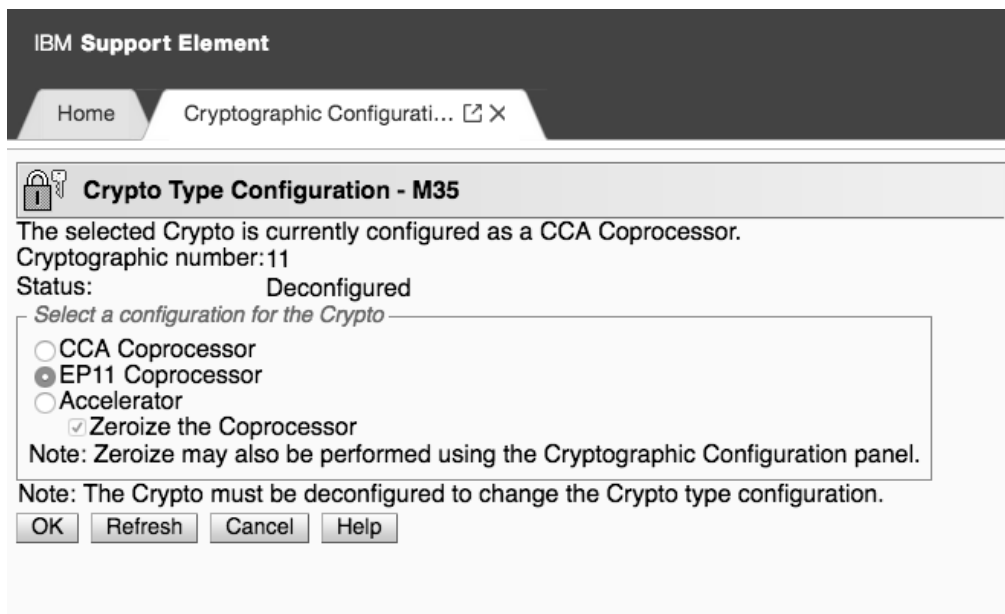 IBM Support Element
Home
Cryptographic Configurati...
Crypto Type Configuration - M35
The selected Crypto is currently configured as a CCA Coprocessor.
Cryptographic number: 11
Status: Deconfigured
Select a configuration for the Crypto
CCA Coprocessor
EP11 Coprocessor
Accelerator
Zeroize the Coprocessor
Note: Zeroize may also be performed using the Cryptographic Configuration panel.
Note: The Crypto must be deconfigured to change the Crypto type configuration.
OK Refresh Cancel Help